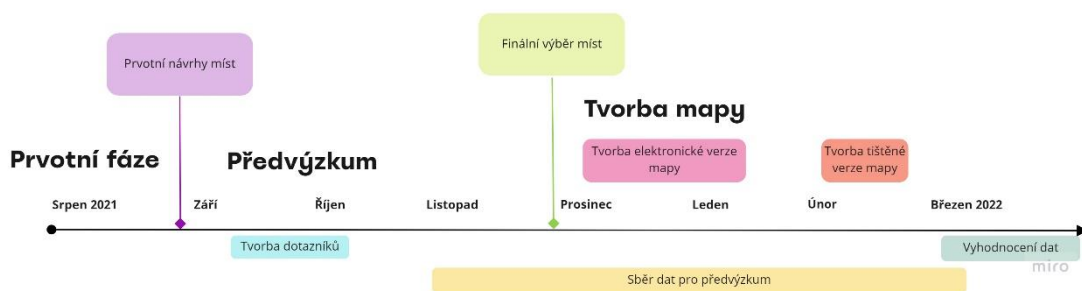 Finální výběr míst
Prvotní návrhy míst
Tvorba mapy
Prvotní fáze
Předvýzkum
Tvorba elektronické verze
mapy
Tvorba tištěné
verze mapy
Srpen 2021
Září
Říjen
Listopad
Prosinec
Leden
Únor
Březen 2022
Tvorba dotazníků
Vyhodnocení dat
Sběr dat pro předvýzkum
miro